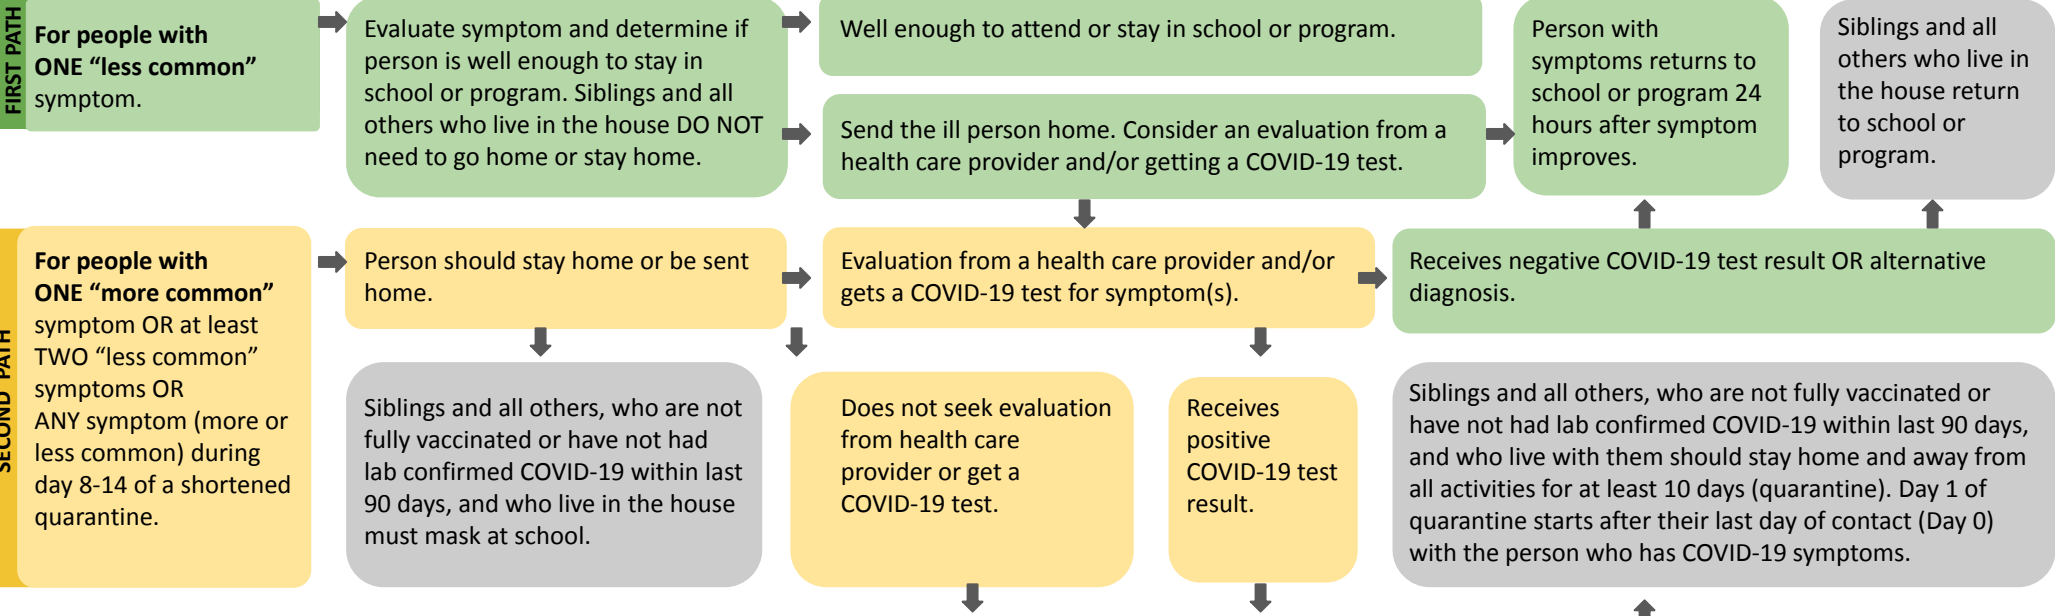 FIRST PATH
For people with
ONE “less common”
symptom.
Evaluate symptom and determine if
person is well enough to stay in
school or program. Siblings and all
others who live in the house DO NOT
need to go home or stay home.
Well enough to attend or stay in school or program.
Send the ill person home. Consider an evaluation from a
health care provider and/or getting a COVID-19 test.
Person with
symptoms returns to
school or program 24
hours after symptom
improves.
Siblings and all
others who live in
the house return
to school or
program.
SECOND PATH
For people with
ONE “more common”
symptom OR at least
TWO “less common”
symptoms OR
ANY symptom (more or
less common) during
day 8-14 of a shortened
quarantine.
Person should stay home or be sent
home.
Evaluation from a health care provider and/or
gets a COVID-19 test for symptom(s).
Receives negative COVID-19 test result OR alternative
diagnosis.
Siblings and all others, who are not
fully vaccinated or have not had
lab confirmed COVID-19 within last
90 days, and who live in the house
must mask at school.
Does not seek evaluation
from health care
provider or get a
COVID-19 test.
Receives
positive
COVID-19 test
result.
Siblings and all others, who are not fully vaccinated or
have not had lab confirmed COVID-19 within last 90 days,
and who live with them should stay home and away from
all activities for at least 10 days (quarantine). Day 1 of
quarantine starts after their last day of contact (Day 0)
with the person who has COVID-19 symptoms.